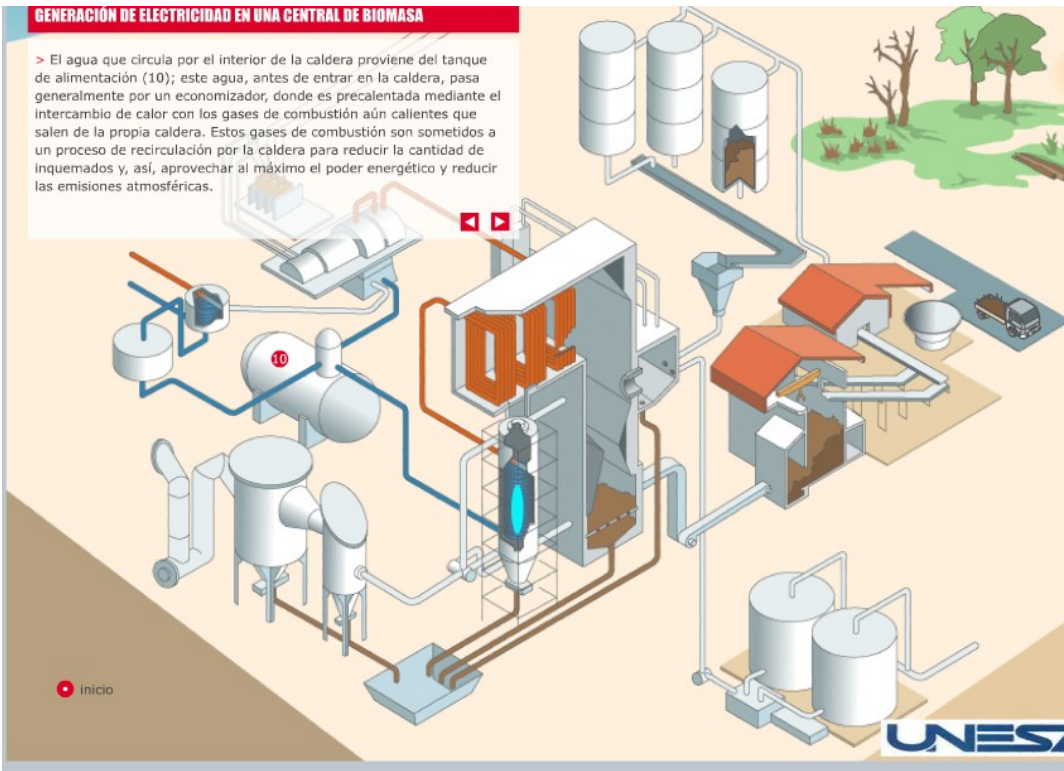 GENERACIÓN DE ELECTRICIDAD EN UNA CENTRAL DE BIOMASA
> El agua que circula por el interior de la caldera proviene del tanque
de alimentación (10); este agua, antes de entrar en la caldera, pasa
generalmente por un economizador, donde es precalentada mediante el
intercambio de calor con los gases de combustión aún calientes que
salen de la propia caldera. Estos gases de combustión son sometidos a
un proceso de recirculación por la caldera para reducir la cantidad de
inquemados y, así, aprovechar al máximo el poder energético y reducir
las emisiones atmosféricas.
10
inicio
UNESA